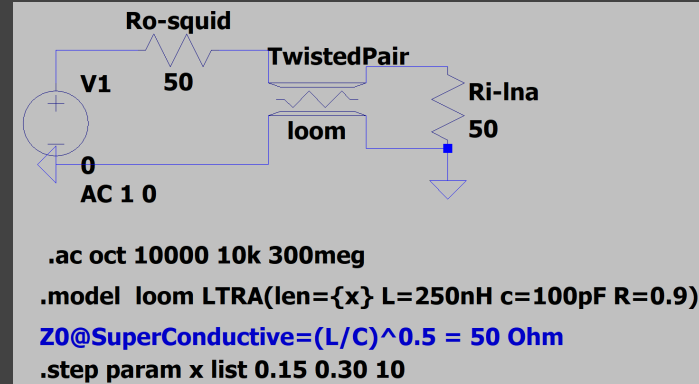 Ro-squid
TwistedPair
V1
50
Ri-lna
+
loom
50
0
AC 1 0
.ac oct 10000 10k 300meg
.model loom LTRA(len={x} L=250nH c=100pF R=0.9)
Z0@SuperConductive=(L/C)^0.5 = 50 Ohm
.step param x list 0.15 0.30 10